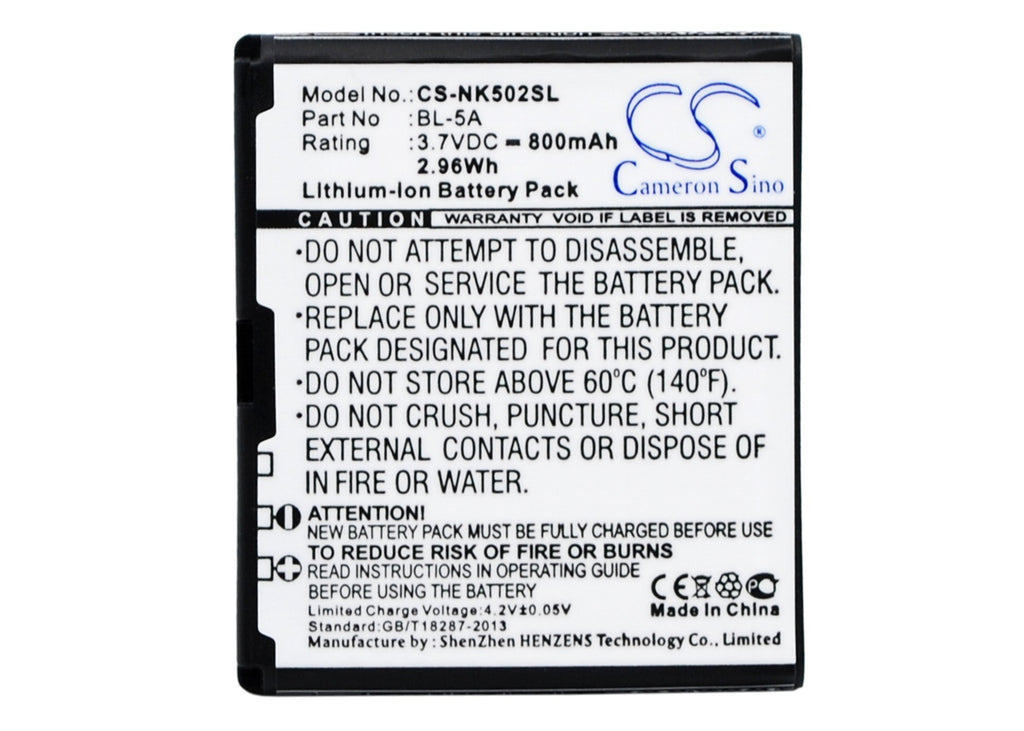 Model No.: CS-NK502SL
Part No : BL-5A
Rating : 3.7VDC ⎓ 800mAh
2.96Wh
Lithium-Ion Battery Pack
CS ®
Cameron Sino
CAUTION WARRANTY VOID IF LABEL IS REMOVED
·DO NOT ATTEMPT TO DISASSEMBLE,
OPEN OR SERVICE THE BATTERY PACK.
·REPLACE ONLY WITH THE BATTERY
PACK DESIGNATED FOR THIS PRODUCT.
·DO NOT STORE ABOVE 60°C (140°F).
·DO NOT CRUSH, PUNCTURE, SHORT
EXTERNAL CONTACTS OR DISPOSE OF
IN FIRE OR WATER.
ATTENTION!
NEW BATTERY PACK MUST BE FULLY CHARGED BEFORE USE
TO REDUCE RISK OF FIRE OR BURNS
READ INSTRUCTIONS IN OPERATING GUIDE
BEFORE USING THE BATTERY
CE
Made In China
Limited Charge Voltage:4.2V±0.05V
Standard:GB/T18287-2013
Manufacture by : ShenZhen HENZENS Technology Co., Limited